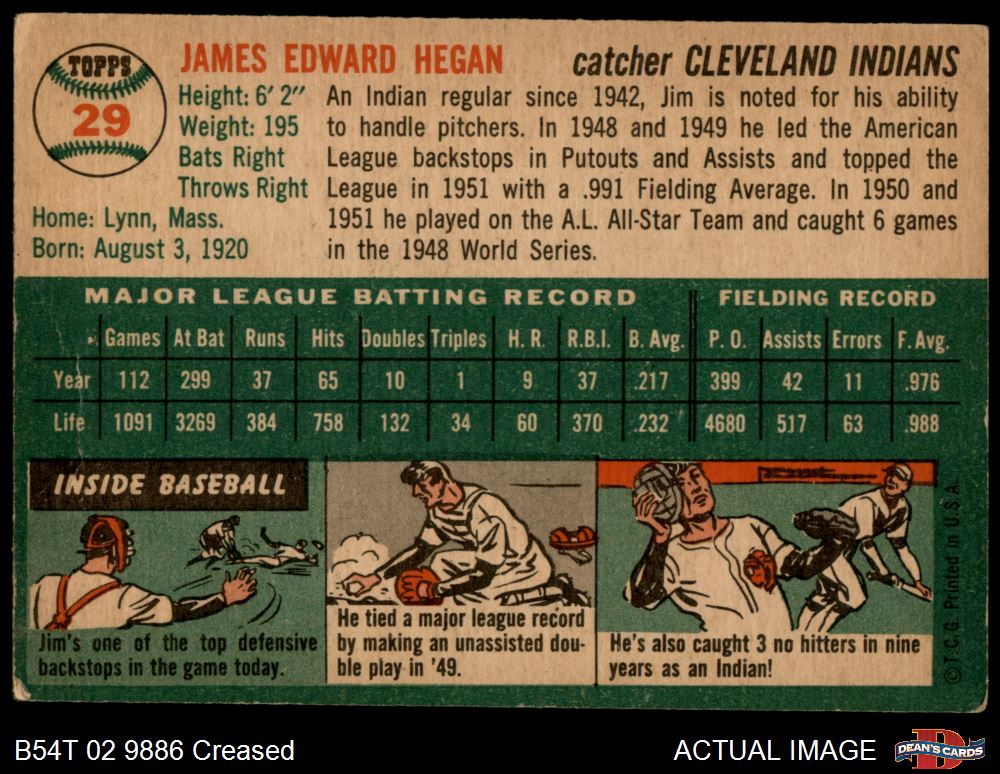 TOPPS
29
JAMES EDWARD HEGAN
catcher CLEVELAND INDIANS
Height: 6' 2"
Weight: 195
Bats Right
Throws Right
Home: Lynn, Mass.
Born: August 3, 1920
An Indian regular since 1942, Jim is noted for his ability
to handle pitchers. In 1948 and 1949 he led the American
League backstops in Putouts and Assists and topped the
League in 1951 with a .991 Fielding Average. In 1950 and
1951 he played on the A.L. All-Star Team and caught 6 games
in the 1948 World Series.
MAJOR LEAGUE BATTING RECORD FIELDING RECORD
Games At Bat Runs Hits Doubles Triples H. R. R.B.I. B. Avg. P. O. Assists Errors F. Avg.
Year 112 299 37 65 10 1 9 37 .217 399 42 11 .976
Life 1091 3269 384 758 132 34 60 370 .232 4680 517 63 .988
INSIDE BASEBALL
Jim's one of the top defensive
backstops in the game today.
He tied a major league record
by making an unassisted dou-
ble play in '49.
He's also caught 3 no hitters in nine
years as an Indian!
© T.C.G. Printed in U.S.A.
B54T 02 9886 Creased
ACTUAL IMAGE
D
DEAN'S CARDS